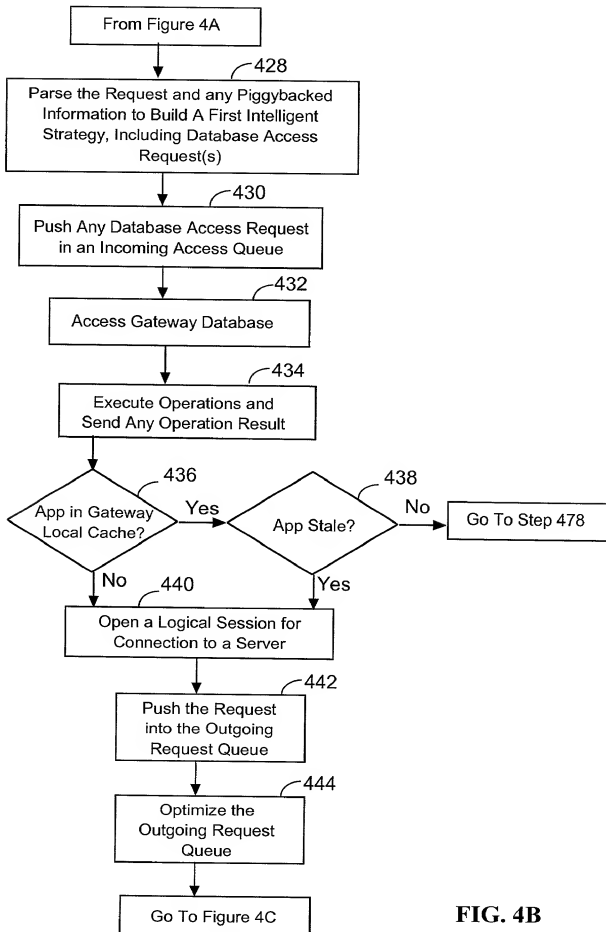 From Figure 4A
428
Parse the Request and any Piggybacked
Information to Build A First Intelligent
Strategy, Including Database Access
Request(s)
430
Push Any Database Access Request
in an Incoming Access Queue
432
Access Gateway Database
434
Execute Operations and
Send Any Operation Result
436
App in Gateway
Local Cache?
Yes
438
App Stale?
No
Go To Step 478
No
Yes
440
Open a Logical Session for
Connection to a Server
442
Push the Request
into the Outgoing
Request Queue
444
Optimize the
Outgoing Request
Queue
Go To Figure 4C
FIG. 4B